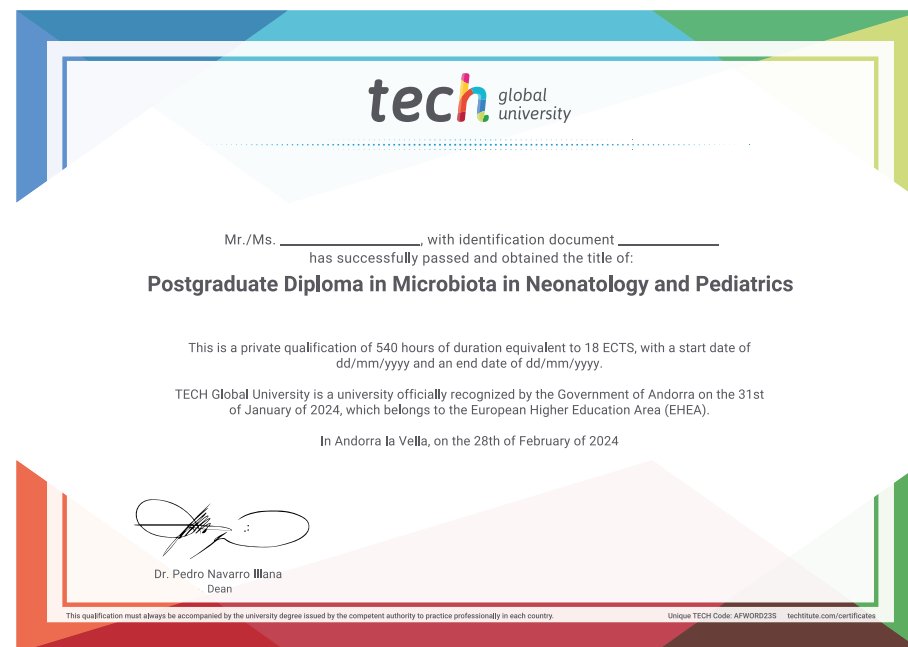 tech global university
Mr./Ms. ____________________, with identification document ______________
has successfully passed and obtained the title of:
Postgraduate Diploma in Microbiota in Neonatology and Pediatrics
This is a private qualification of 540 hours of duration equivalent to 18 ECTS, with a start date of
dd/mm/yyyy and an end date of dd/mm/yyyy.
TECH Global University is a university officially recognized by the Government of Andorra on the 31st
of January of 2024, which belongs to the European Higher Education Area (EHEA).
In Andorra la Vella, on the 28th of February of 2024
Dr. Pedro Navarro Illana
Dean
This qualification must always be accompanied by the university degree issued by the competent authority to practice professionally in each country.
Unique TECH Code: AFWORD23S techtitute.com/certificates